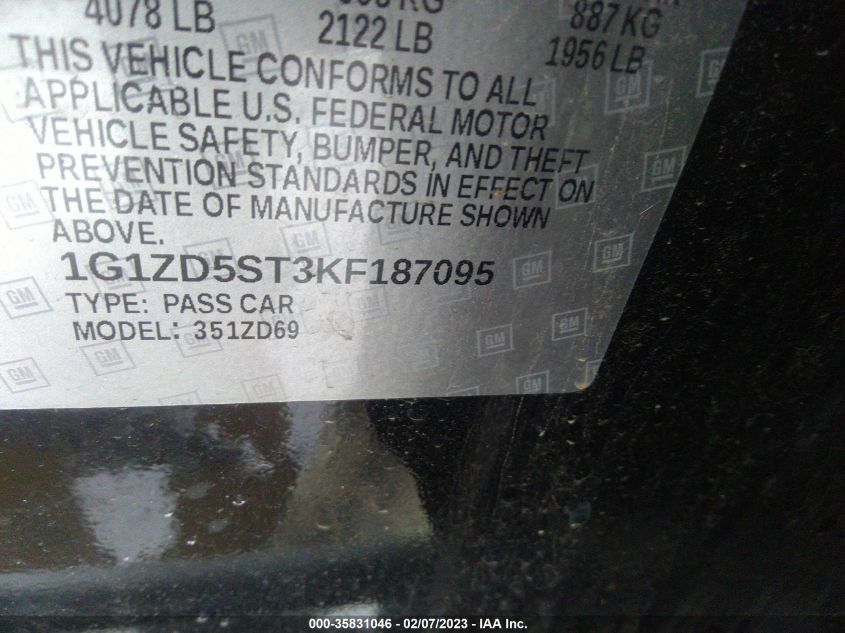 4078 LB
KG
2122 LB
887 KG
1956 LB
THIS VEHICLE CONFORMS TO ALL
APPLICABLE U.S. FEDERAL MOTOR
VEHICLE SAFETY, BUMPER, AND THEFT
PREVENTION STANDARDS IN EFFECT ON
THE DATE OF MANUFACTURE SHOWN
ABOVE.
1G1ZD5ST3KF187095
TYPE: PASS CAR
MODEL: 351ZD69
GM
000-35831046 - 02/07/2023 - IAA Inc.